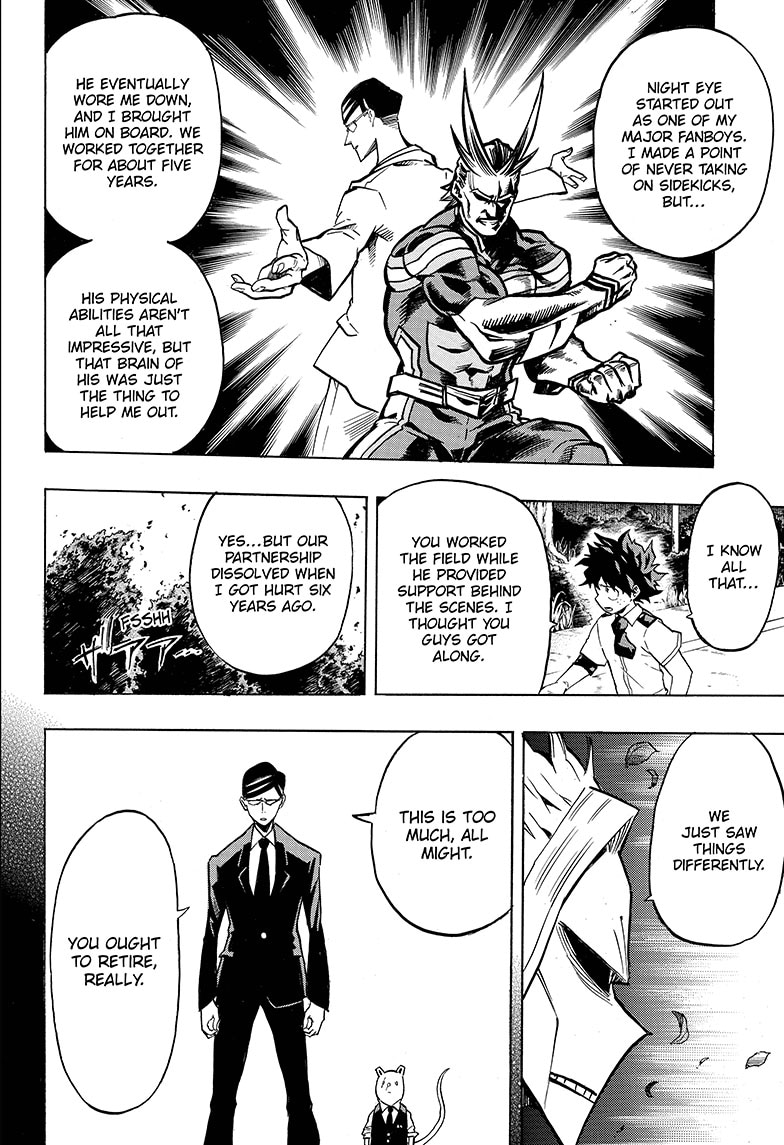 NIGHT EYE
STARTED OUT
AS ONE OF MY
MAJOR FANBOYS.
I MADE A POINT
OF NEVER TAKING
ON SIDEKICKS,
BUT...
HE EVENTUALLY
WORE ME DOWN,
AND I BROUGHT
HIM ON BOARD. WE
WORKED TOGETHER
FOR ABOUT FIVE
YEARS.
HIS PHYSICAL
ABILITIES AREN'T
ALL THAT
IMPRESSIVE, BUT
THAT BRAIN OF
HIS WAS JUST
THE THING TO
HELP ME OUT.
I KNOW
ALL
THAT...
YOU WORKED
THE FIELD WHILE
HE PROVIDED
SUPPORT BEHIND
THE SCENES. I
THOUGHT YOU
GUYS GOT
ALONG.
YES...BUT OUR
PARTNERSHIP
DISSOLVED WHEN
I GOT HURT SIX
YEARS AGO.
FSSHH
ザァァ
WE
JUST SAW
THINGS
DIFFERENTLY.
THIS IS TOO
MUCH, ALL
MIGHT.
YOU OUGHT
TO RETIRE,
REALLY.